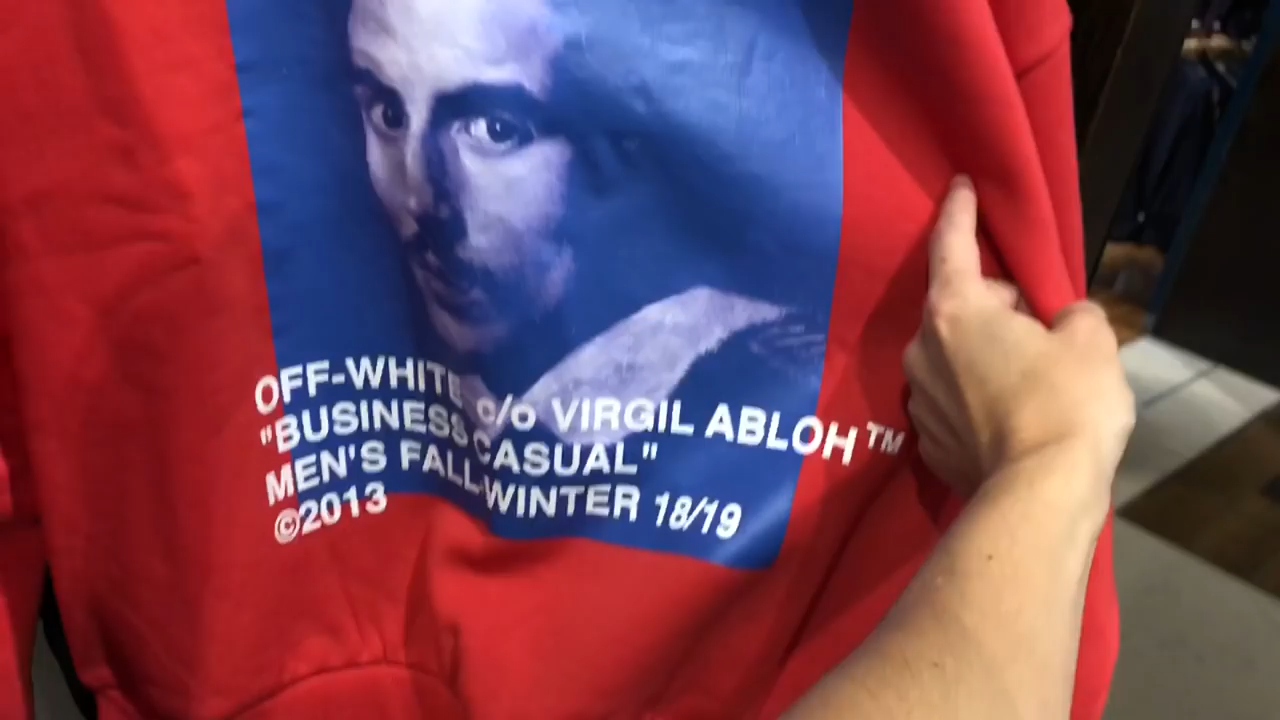 OFF-WHITE c/o VIRGIL ABLOH™
"BUSINESS CASUAL"
MEN'S FALL-WINTER 18/19
©2013